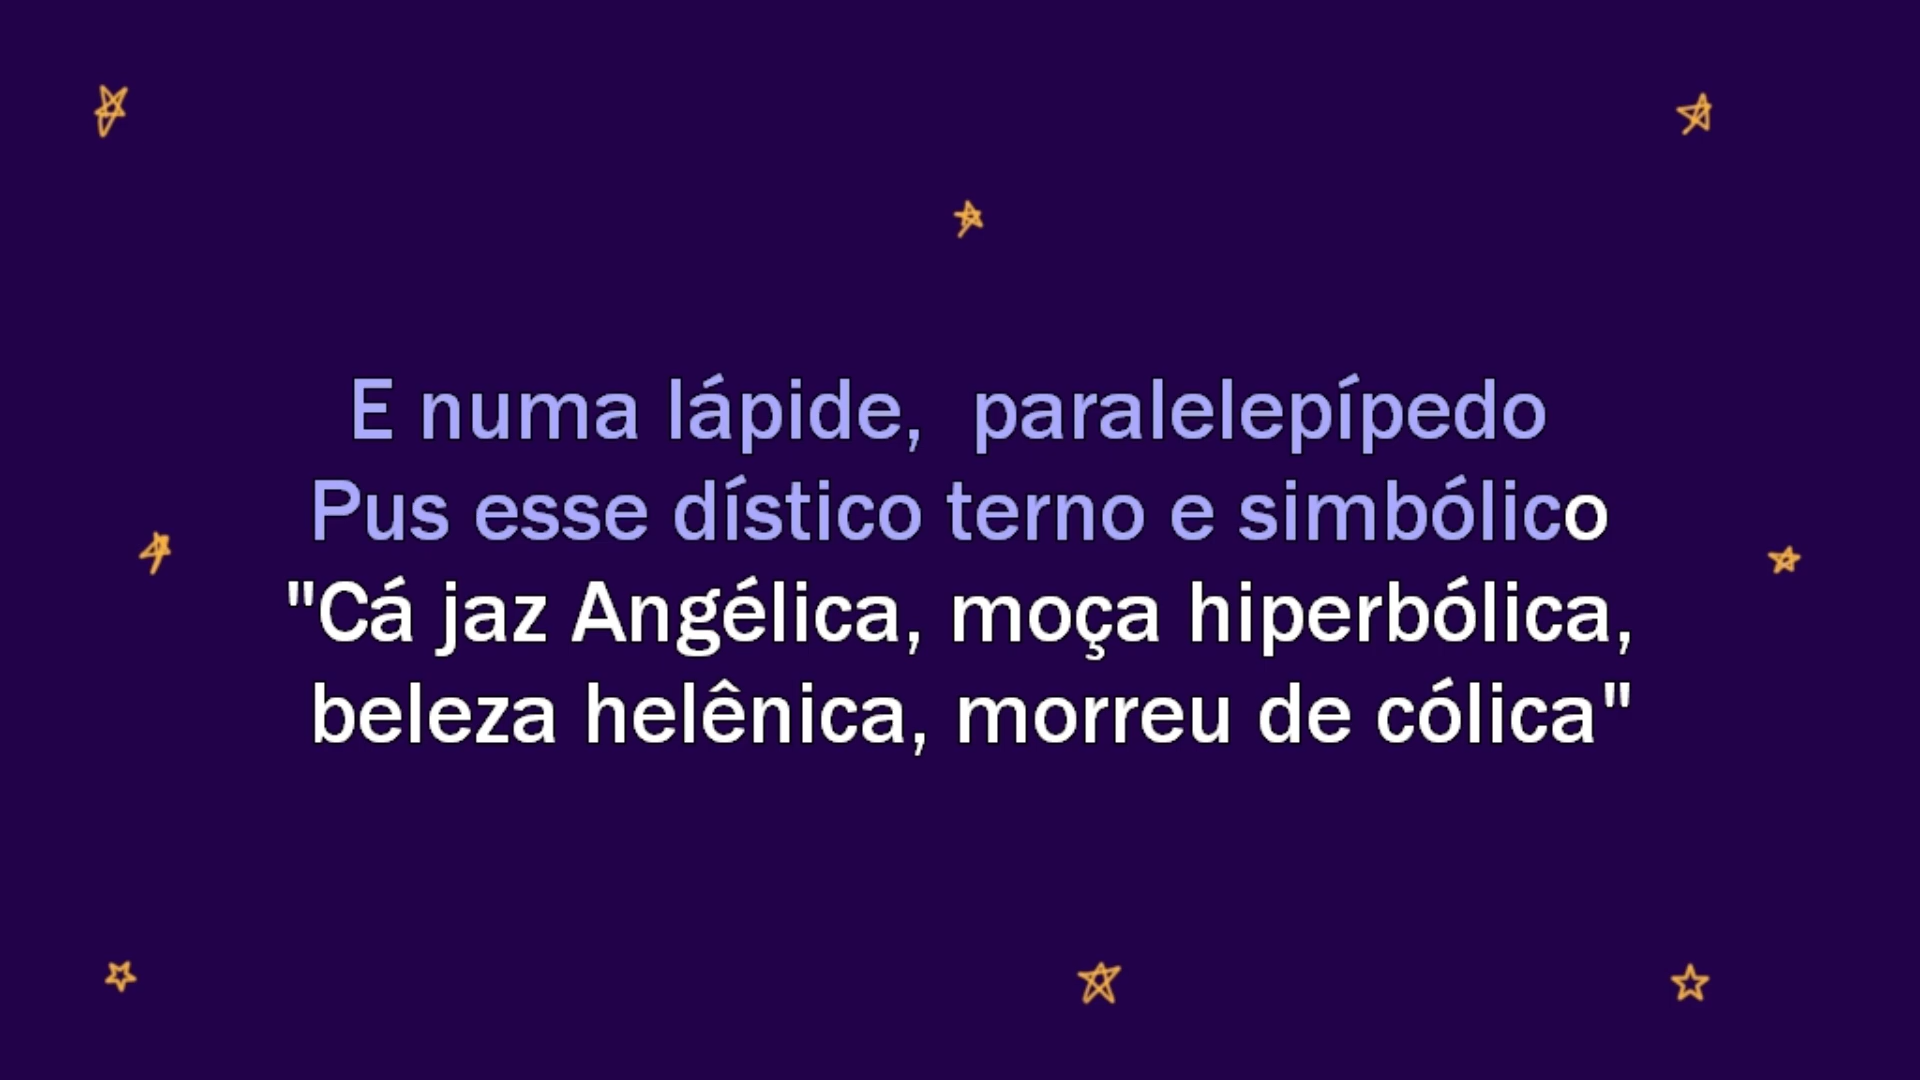 E numa lápide,  paralelepípedo
Pus esse dístico terno e simbólico
"Cá jaz Angélica, moça hiperbólica,
beleza helênica, morreu de cólica"